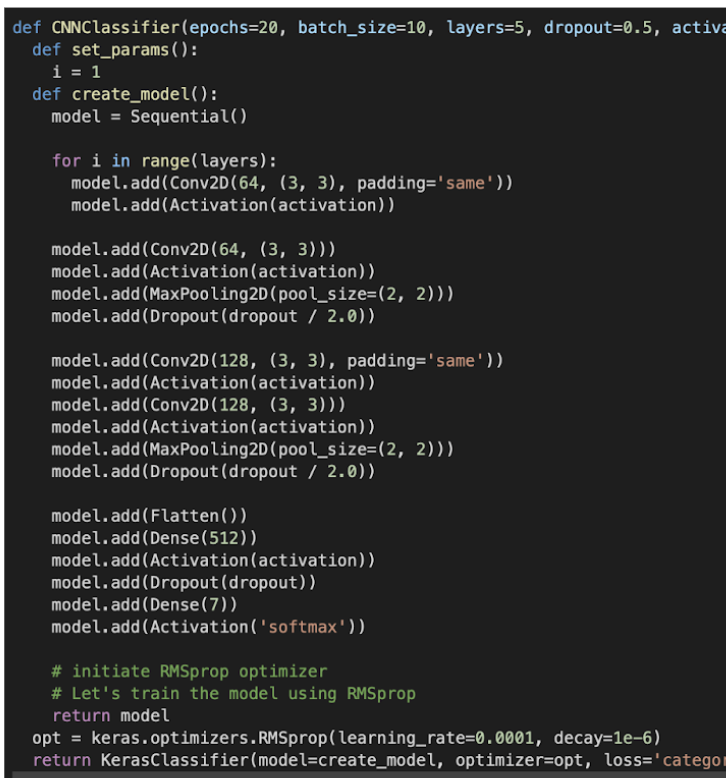 def CNNClassifier(epochs=20, batch_size=10, layers=5, dropout=0.5, activa
  def set_params():
    i = 1
  def create_model():
    model = Sequential()

    for i in range(layers):
      model.add(Conv2D(64, (3, 3), padding='same'))
      model.add(Activation(activation))

    model.add(Conv2D(64, (3, 3)))
    model.add(Activation(activation))
    model.add(MaxPooling2D(pool_size=(2, 2)))
    model.add(Dropout(dropout / 2.0))

    model.add(Conv2D(128, (3, 3), padding='same'))
    model.add(Activation(activation))
    model.add(Conv2D(128, (3, 3)))
    model.add(Activation(activation))
    model.add(MaxPooling2D(pool_size=(2, 2)))
    model.add(Dropout(dropout / 2.0))

    model.add(Flatten())
    model.add(Dense(512))
    model.add(Activation(activation))
    model.add(Dropout(dropout))
    model.add(Dense(7))
    model.add(Activation('softmax'))

    # initiate RMSprop optimizer
    # Let's train the model using RMSprop
    return model
  opt = keras.optimizers.RMSprop(learning_rate=0.0001, decay=1e-6)
  return KerasClassifier(model=create_model, optimizer=opt, loss='categor